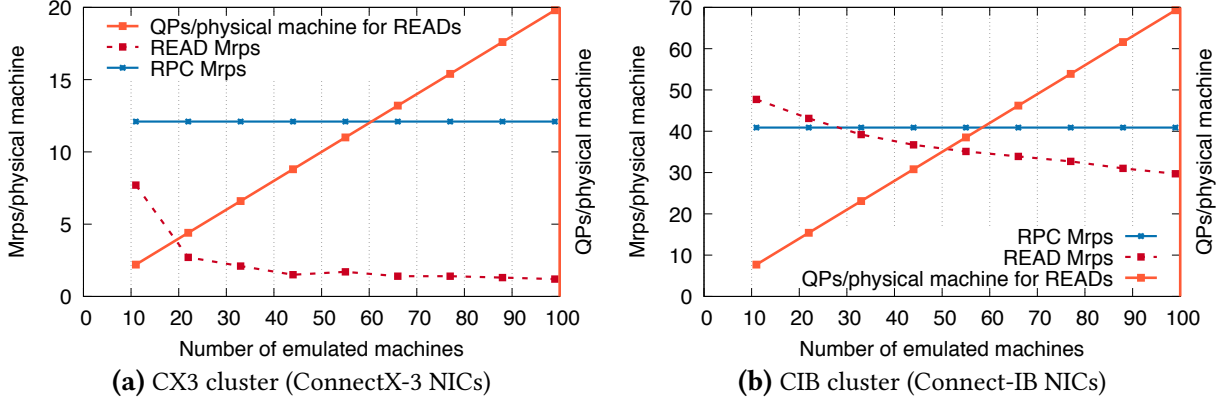 20
15
10
5
0
Mrps/physical machine
QPs/physical machine for READs
READ Mrps
RPC Mrps
QPs/physical machine
0 10 20 30 40 50 60 70 80 90 100
Number of emulated machines
(a) CX3 cluster (ConnectX-3 NICs)
70
60
50
40
30
20
10
0
Mrps/physical machine
RPC Mrps
READ Mrps
QPs/physical machine for READs
QPs/physical machine
0 10 20 30 40 50 60 70 80 90 100
Number of emulated machines
(b) CIB cluster (Connect-IB NICs)